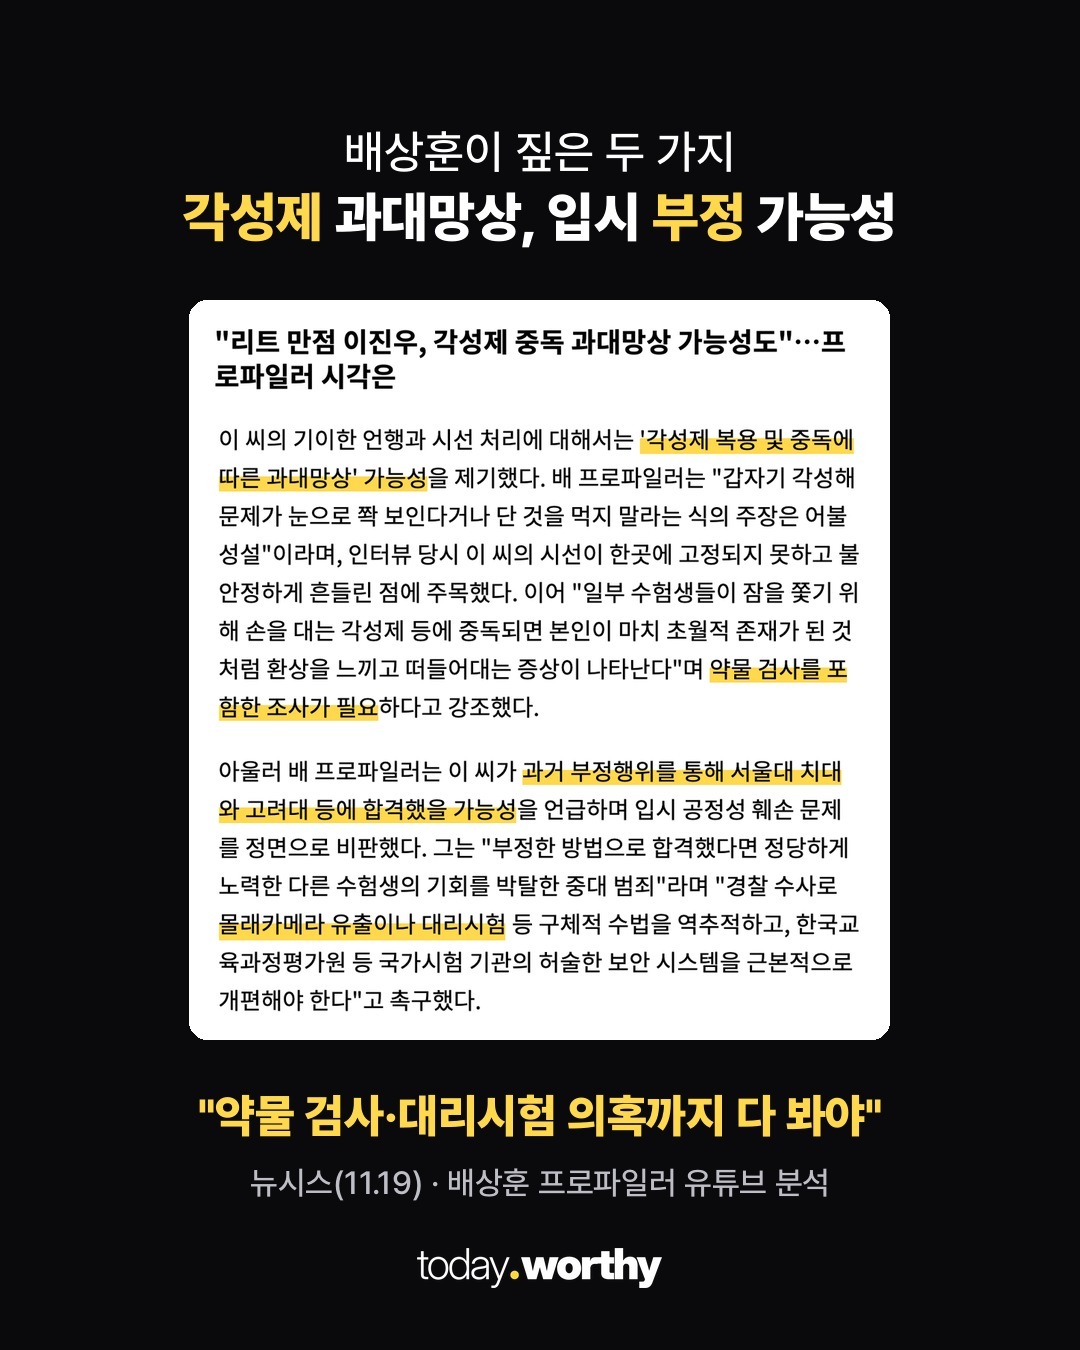 배상훈이 짚은 두 가지
각성제 과대망상, 입시 부정 가능성
"리트 만점 이진우, 각성제 중독 과대망상 가능성도"…프
로파일러 시각은
이 씨의 기이한 언행과 시선 처리에 대해서는 '각성제 복용 및 중독에
따른 과대망상' 가능성을 제기했다. 배 프로파일러는 "갑자기 각성해
문제가 눈으로 쫙 보인다거나 단 것을 먹지 말라는 식의 주장은 어불
성설"이라며, 인터뷰 당시 이 씨의 시선이 한곳에 고정되지 못하고 불
안정하게 흔들린 점에 주목했다. 이어 "일부 수험생들이 잠을 쫓기 위
해 손을 대는 각성제 등에 중독되면 본인이 마치 초월적 존재가 된 것
처럼 환상을 느끼고 떠들어대는 증상이 나타난다"며 약물 검사를 포
함한 조사가 필요하다고 강조했다.
아울러 배 프로파일러는 이 씨가 과거 부정행위를 통해 서울대 치대
와 고려대 등에 합격했을 가능성을 언급하며 입시 공정성 훼손 문제
를 정면으로 비판했다. 그는 "부정한 방법으로 합격했다면 정당하게
노력한 다른 수험생의 기회를 박탈한 중대 범죄"라며 "경찰 수사로
몰래카메라 유출이나 대리시험 등 구체적 수법을 역추적하고, 한국교
육과정평가원 등 국가시험 기관의 허술한 보안 시스템을 근본적으로
개편해야 한다"고 촉구했다.
"약물 검사·대리시험 의혹까지 다 봐야"
뉴시스(11.19) · 배상훈 프로파일러 유튜브 분석
today.worthy